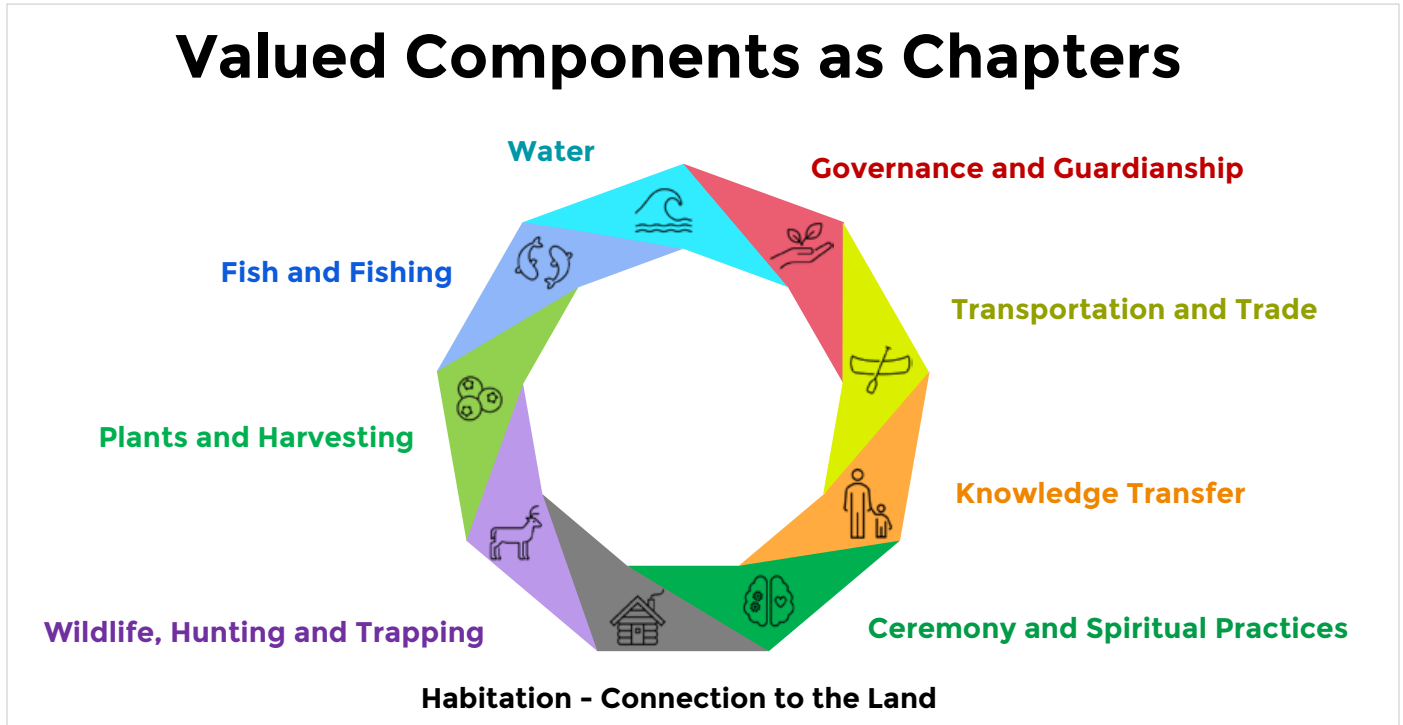 Valued Components as Chapters
Water
Governance and Guardianship
Fish and Fishing
Transportation and Trade
Plants and Harvesting
Knowledge Transfer
Wildlife, Hunting and Trapping
Ceremony and Spiritual Practices
Habitation - Connection to the Land